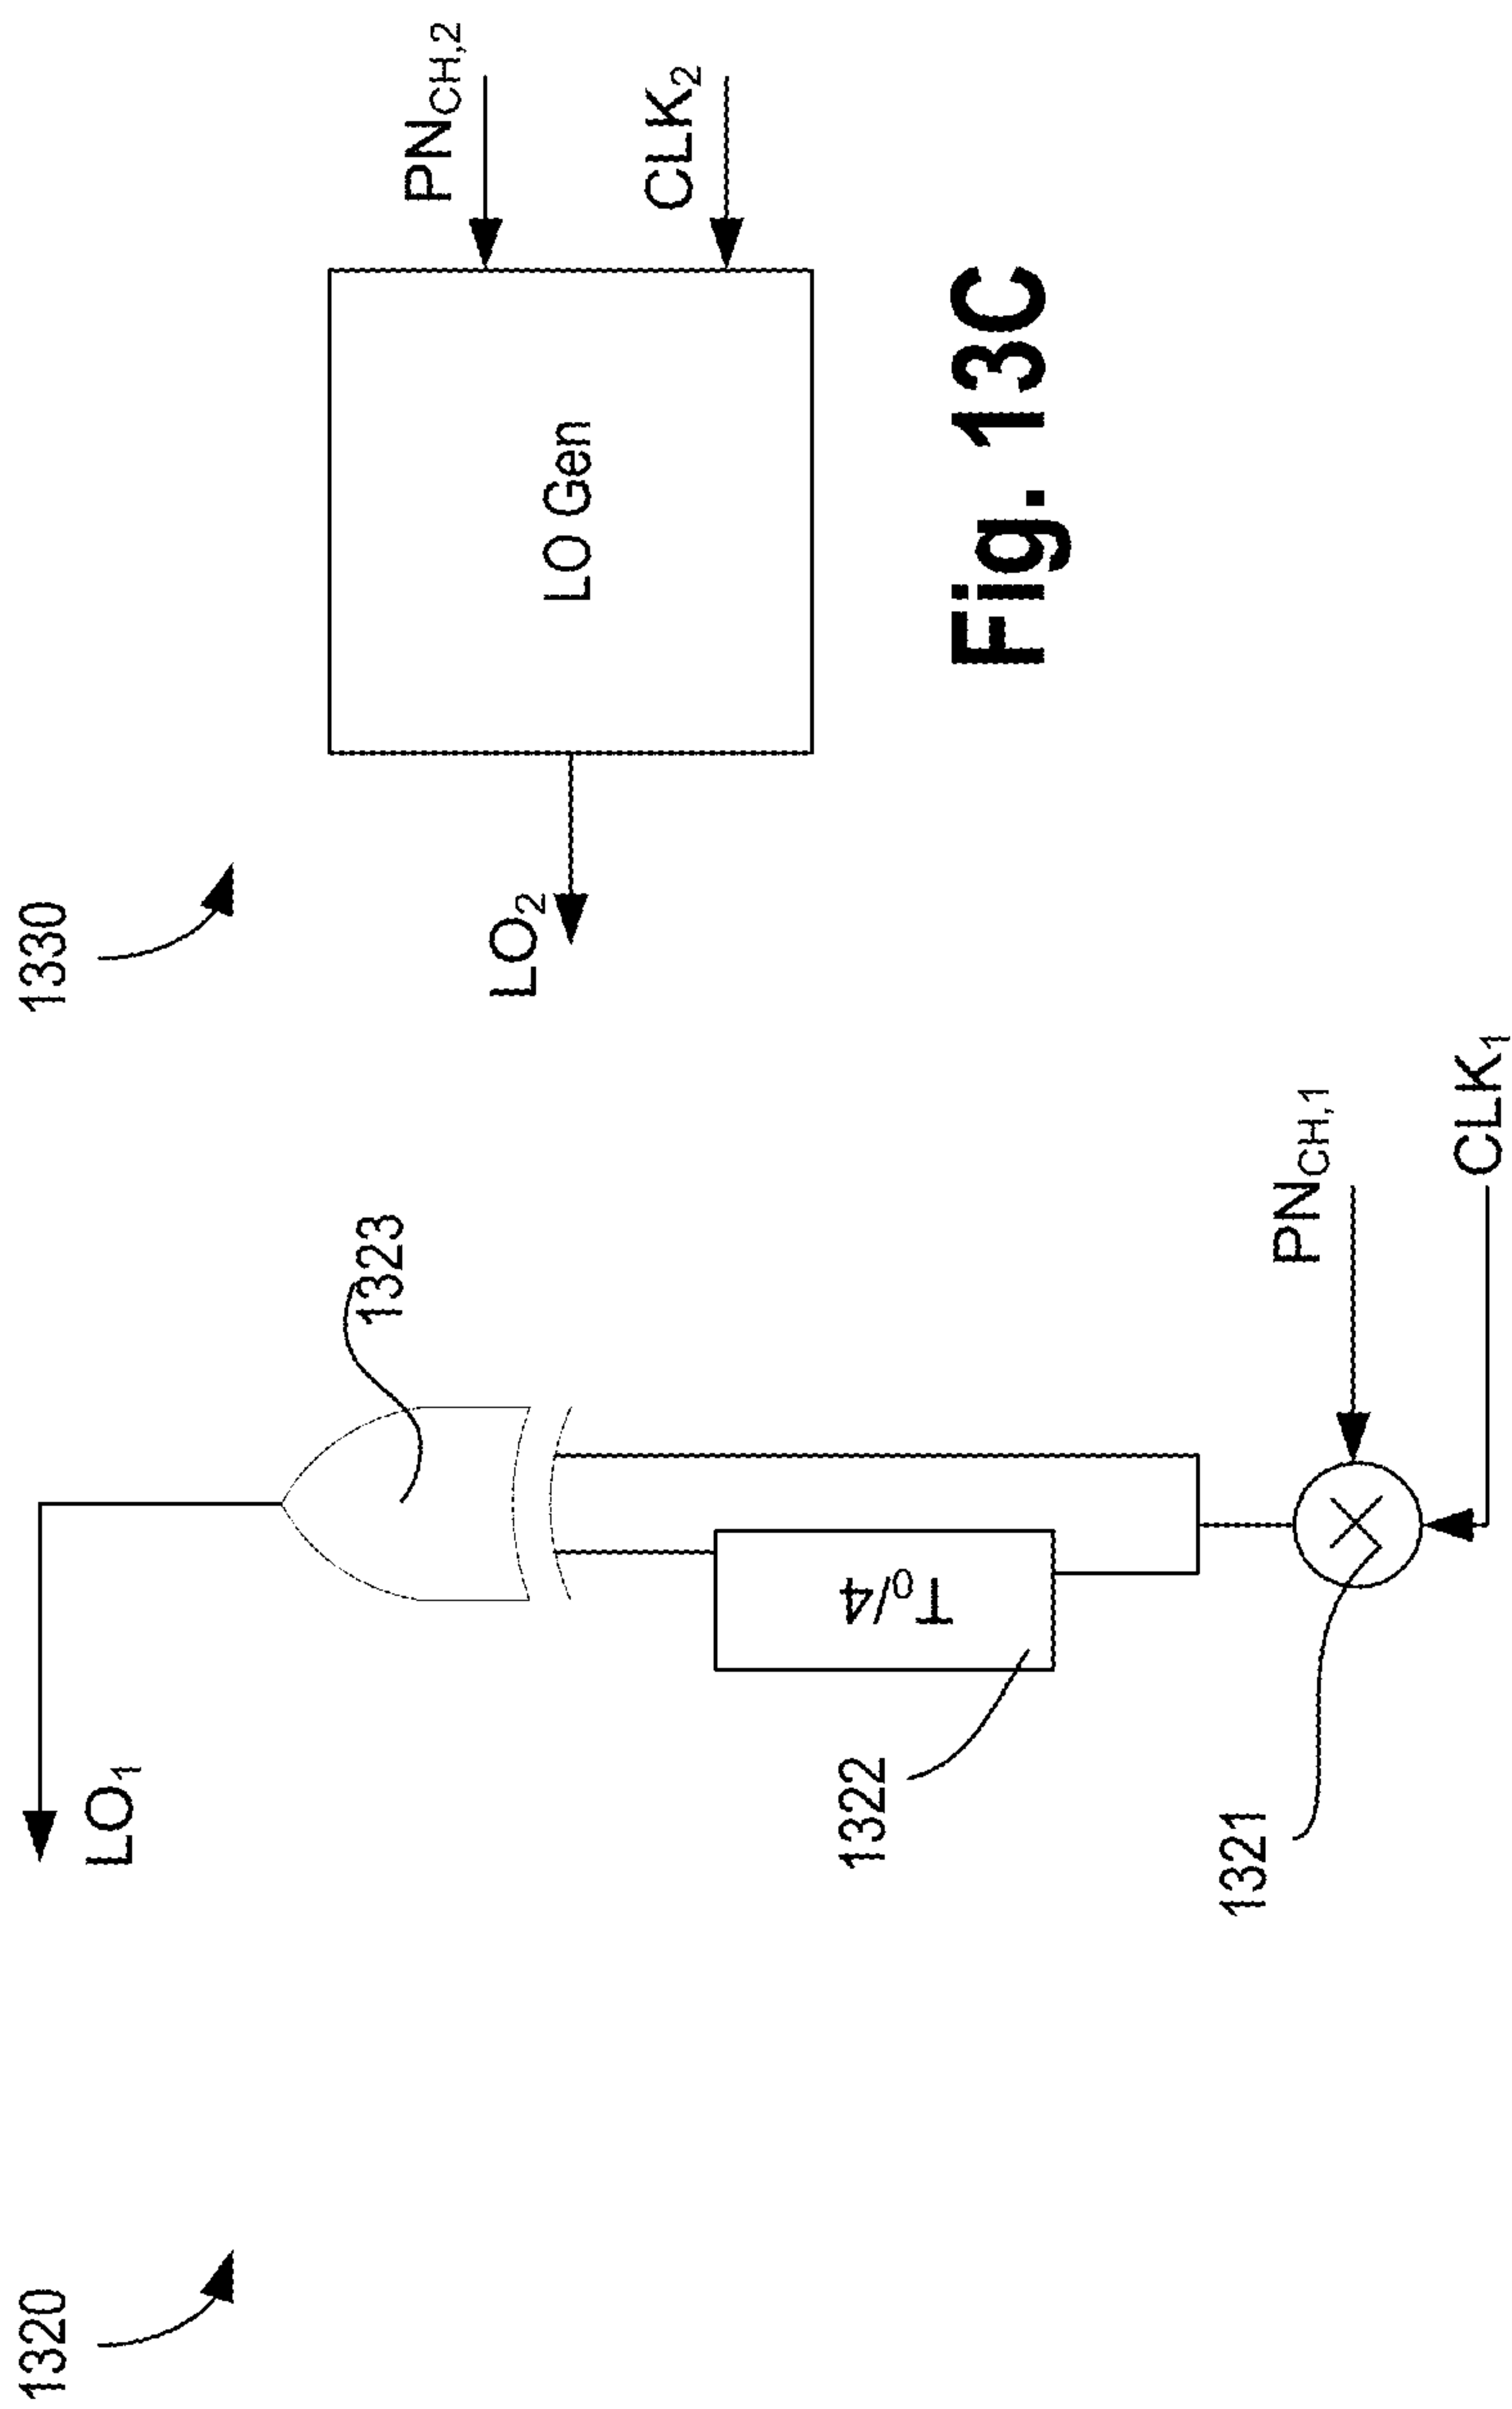 1320
LO₁
1323
1322
T₀/4
1321
PN_CH,1
CLK₁
1330
LO₂
LO Gen
PN_CH,2
CLK₂
Fig. 13C